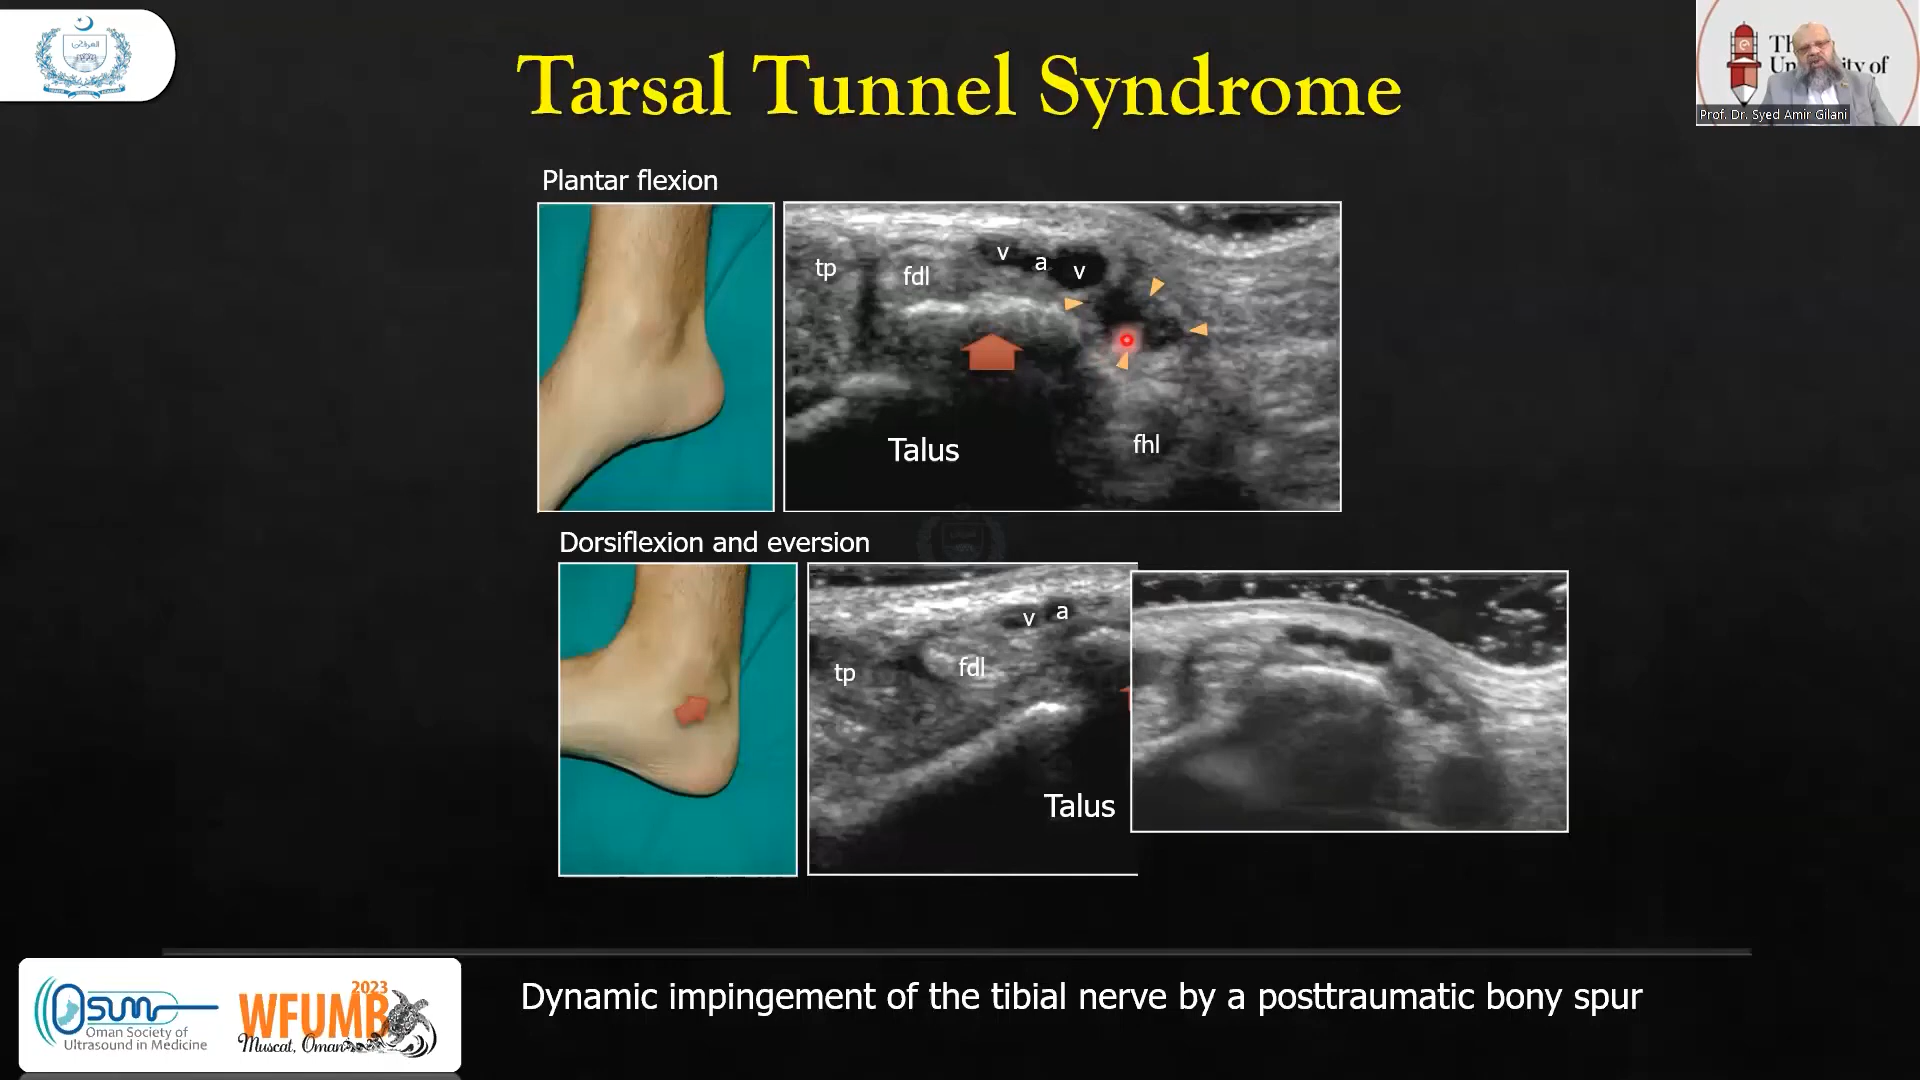 Tarsal Tunnel Syndrome
Prof. Dr. Syed Amir Gilani
Plantar flexion
tp
fdl
v
a
v
Talus
fhl
Dorsiflexion and eversion
tp
fdl
v
a
Talus
Osum
Oman Society of
Ultrasound in Medicine
2023
WFUMB
Muscat, Oman
Dynamic impingement of the tibial nerve by a posttraumatic bony spur